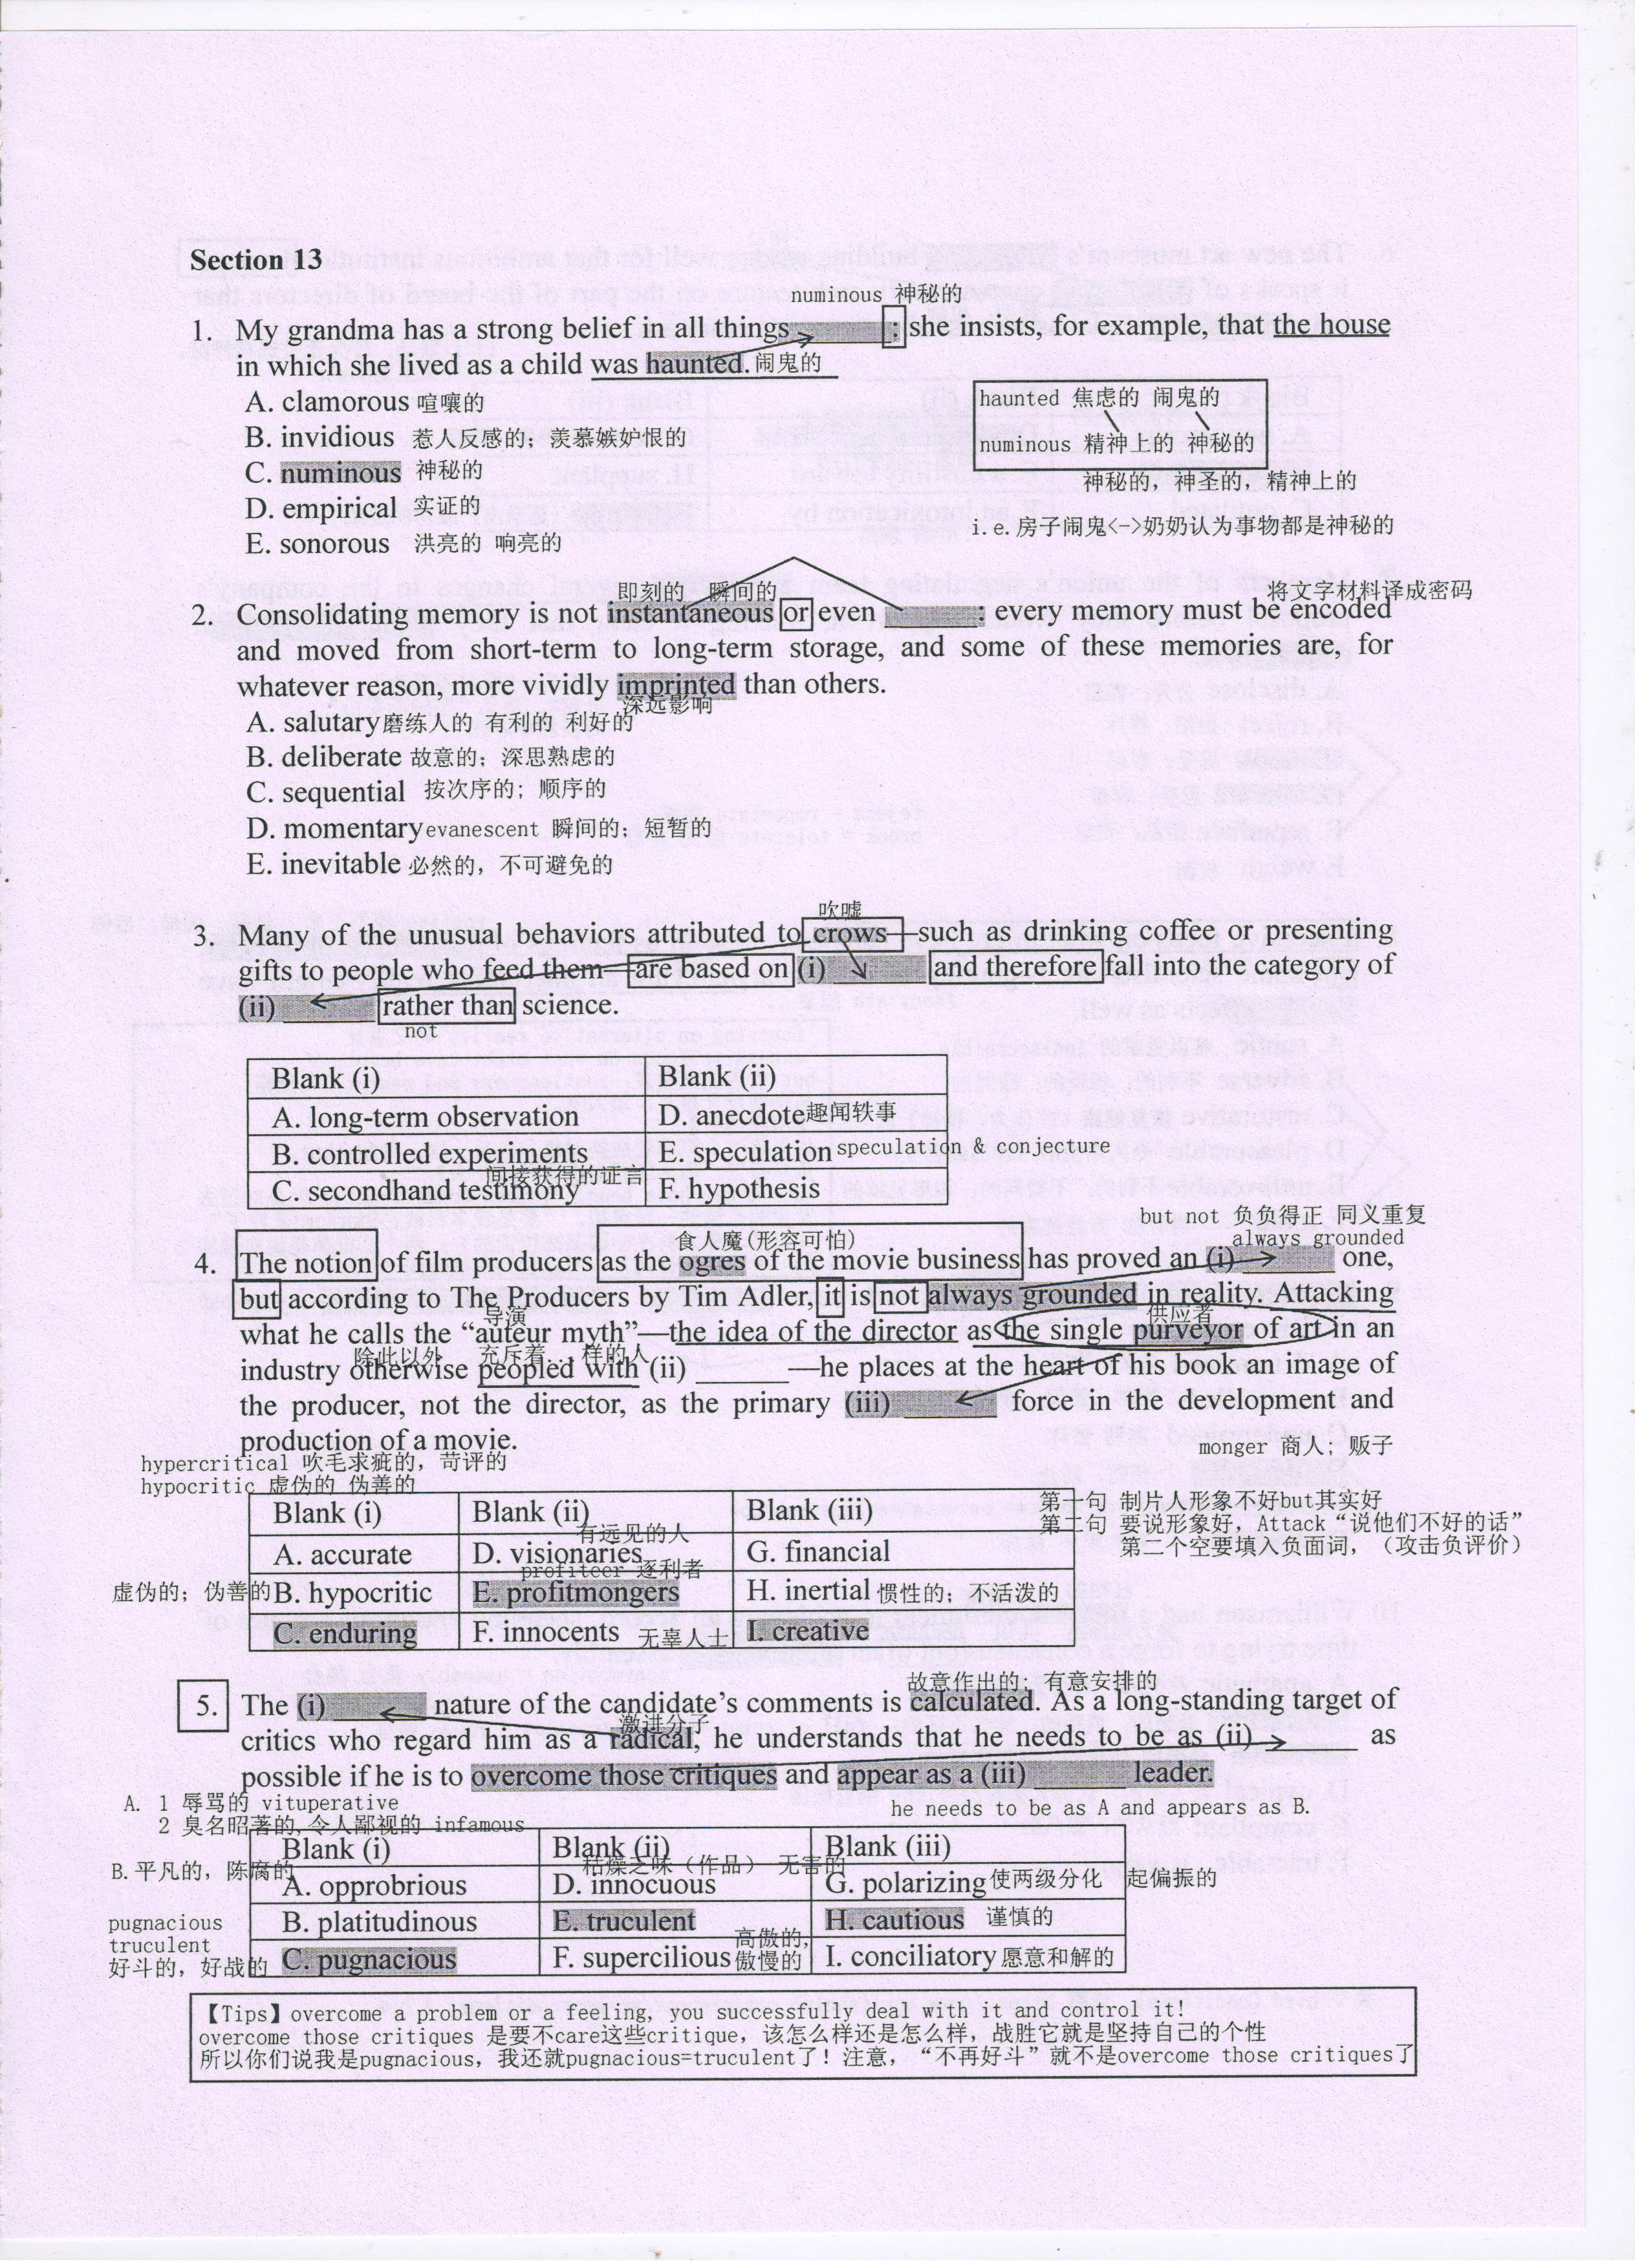 Section 13
numinous 神秘的
1. My grandma has a strong belief in all things ; she insists, for example, that the house
in which she lived as a child was haunted. 闹鬼的
A. clamorous 喧嚷的
B. invidious 惹人反感的; 羡慕嫉妒恨的
C. numinous 神秘的
D. empirical 实证的
E. sonorous 洪亮的 响亮的
haunted 焦虑的 闹鬼的
numinous 精神上的 神秘的
神秘的, 神圣的, 精神上的
i.e.房子闹鬼<->奶奶认为事物都是神秘的
即刻的 瞬间的
将文字材料译成密码
2. Consolidating memory is not instantaneous or even : every memory must be encoded
and moved from short-term to long-term storage, and some of these memories are, for
whatever reason, more vividly imprinted than others.
深远影响
A. salutary 磨练人的 有利的 利好的
B. deliberate 故意的; 深思熟虑的
C. sequential 按次序的; 顺序的
D. momentary evanescent 瞬间的; 短暂的
E. inevitable 必然的, 不可避免的
吹嘘
3. Many of the unusual behaviors attributed to —such as drinking coffee or presenting
gifts to people who feed them—are based on (i) and therefore fall into the category of
(ii) rather than science.
not
Blank (i) Blank (ii)
A. long-term observation D. anecdote 趣闻轶事
B. controlled experiments E. speculation speculation & conjecture
间接获得的证言
C. secondhand testimony F. hypothesis
but not 负负得正 同义重复
食人魔(形容可怕) always grounded
4. The notion of film producers as the ogres of the movie business has proved an (i) one,
but according to The Producers by Tim Adler, it is not always grounded in reality. Attacking
导演 供应者
what he calls the “auteur myth”—the idea of the director as the single purveyor of art in an
除此以外 充斥着...样的人
industry otherwise peopled with (ii) —he places at the heart of his book an image of
the producer, not the director, as the primary (iii) force in the development and
production of a movie.
monger 商人; 贩子
hypercritical 吹毛求疵的, 苛评的
hypocritic 虚伪的 伪善的
Blank (i) Blank (ii) Blank (iii)
第一句 制片人形象不好but其实好
第二句 要说形象好, Attack “说他们不好的话”
第二个空要填入负面词, (攻击负评价)
有远见的人
A. accurate D. visionaries G. financial
profiteer 逐利者
虚伪的; 伪善的 B. hypocritic E. profitmongers H. inertial 惯性的; 不活泼的
C. enduring F. innocents 无辜人士 I. creative
故意作出的; 有意安排的
5. The (i) nature of the candidate’s comments is calculated. As a long-standing target of
激进分子
critics who regard him as a radical, he understands that he needs to be as (ii) as
possible if he is to overcome those critiques and appear as a (iii) leader.
he needs to be as A and appears as B.
A. 1 辱骂的 vituperative
2 臭名昭著的,令人鄙视的 infamous
Blank (i) Blank (ii) Blank (iii)
枯燥乏味 (作品) 无害的
B.平凡的, 陈腐的
A. opprobrious D. innocuous G. polarizing 使两级分化 起偏振的
B. platitudinous E. truculent H. cautious 谨慎的
pugnacious
truculent
好斗的, 好战的
高傲的,
傲慢的
C. pugnacious F. supercilious I. conciliatory 愿意和解的
【Tips】overcome a problem or a feeling, you successfully deal with it and control it!
overcome those critiques 是要不care这些critique, 该怎么样还是怎么样, 战胜它就是坚持自己的个性
所以你们说我是pugnacious, 我还就pugnacious=truculent了! 注意, “不再好斗”就不是overcome those critiques了